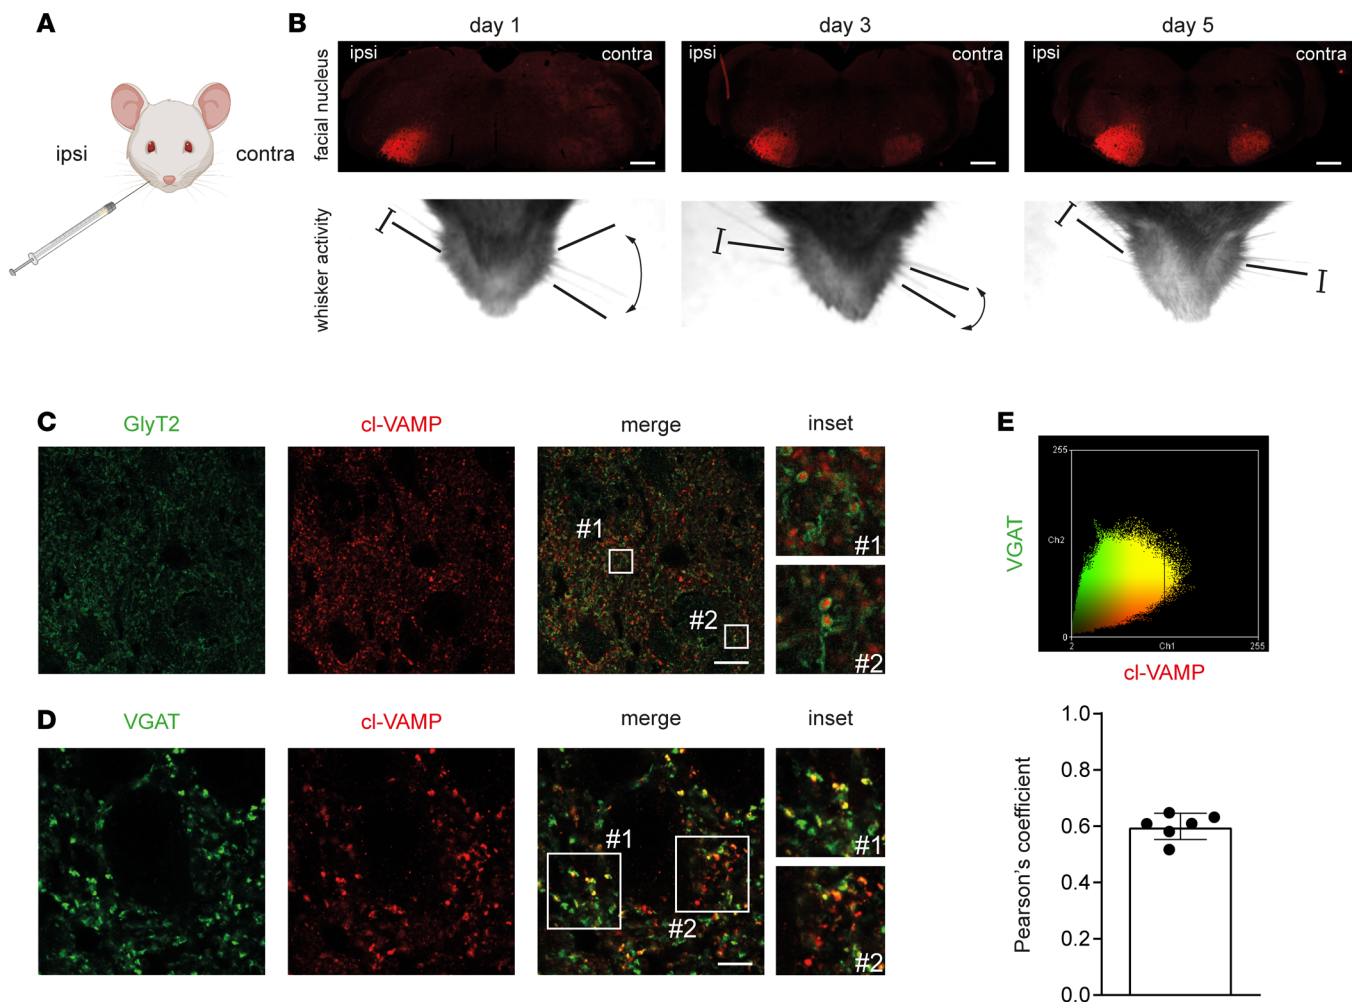 A
ipsi
contra
B
day 1
day 3
day 5
facial nucleus
ipsi
contra
ipsi
contra
ipsi
contra
whisker activity
C
GlyT2
cl-VAMP
merge
inset
#1
#2
#1
#2
D
VGAT
cl-VAMP
merge
inset
#1
#2
#1
#2
E
VGAT
255
Ch2
0
2
Ch1
255
cl-VAMP
Pearson's coefficient
1.0
0.8
0.6
0.4
0.2
0.0